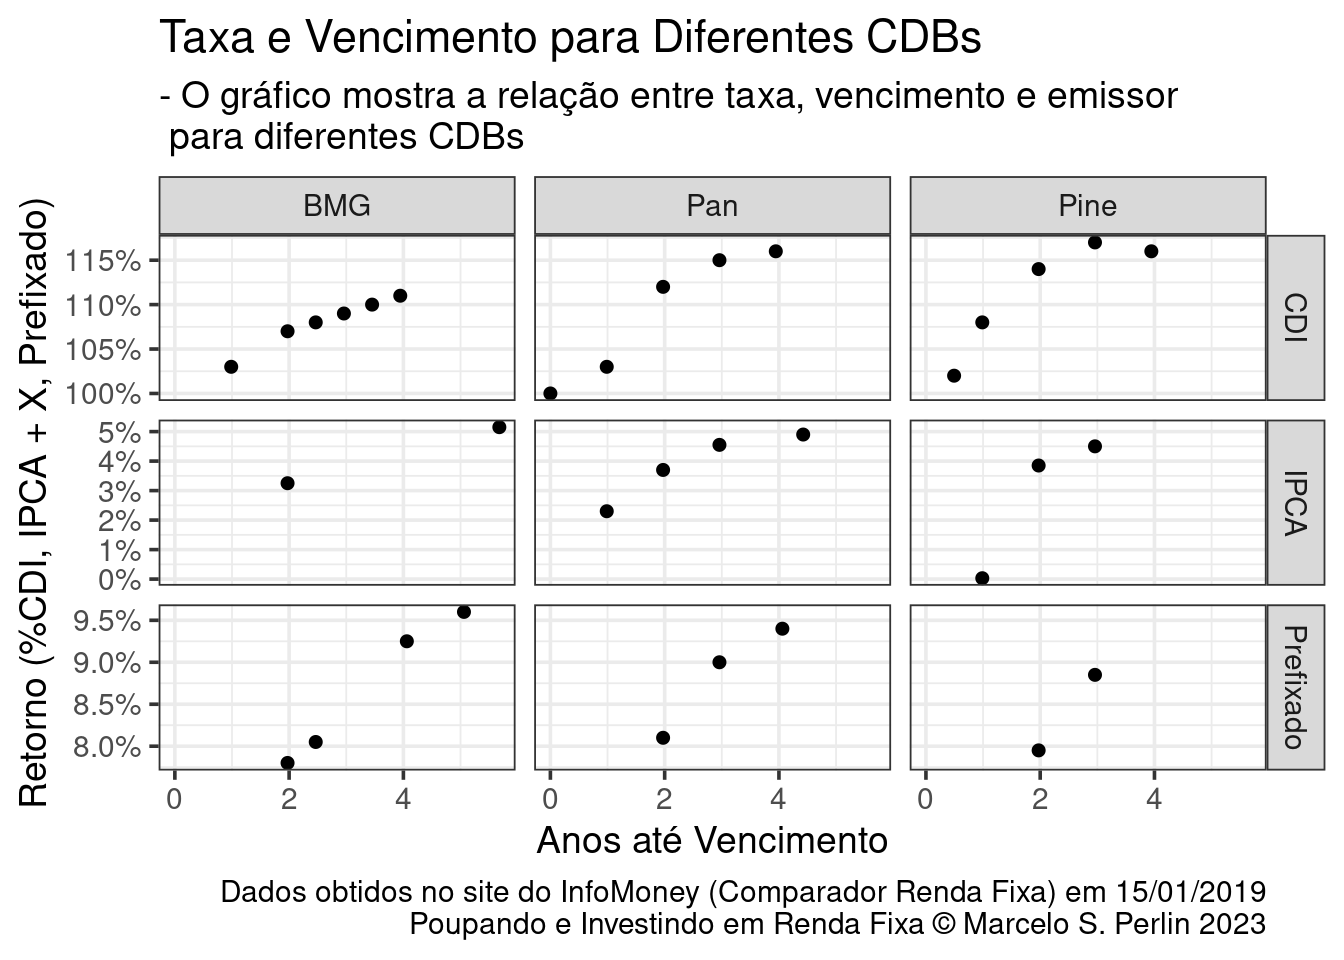 Taxa e Vencimento para Diferentes CDBs
- O gráfico mostra a relação entre taxa, vencimento e emissor
para diferentes CDBs
BMG
Pan
Pine
Retorno (%CDI, IPCA + X, Prefixado)
115%
110%
105%
100%
CDI
5%
4%
3%
2%
1%
0%
IPCA
9.5%
9.0%
8.5%
8.0%
Prefixado
0 2 4
0 2 4
0 2 4
Anos até Vencimento
Dados obtidos no site do InfoMoney (Comparador Renda Fixa) em 15/01/2019
Poupando e Investindo em Renda Fixa © Marcelo S. Perlin 2023